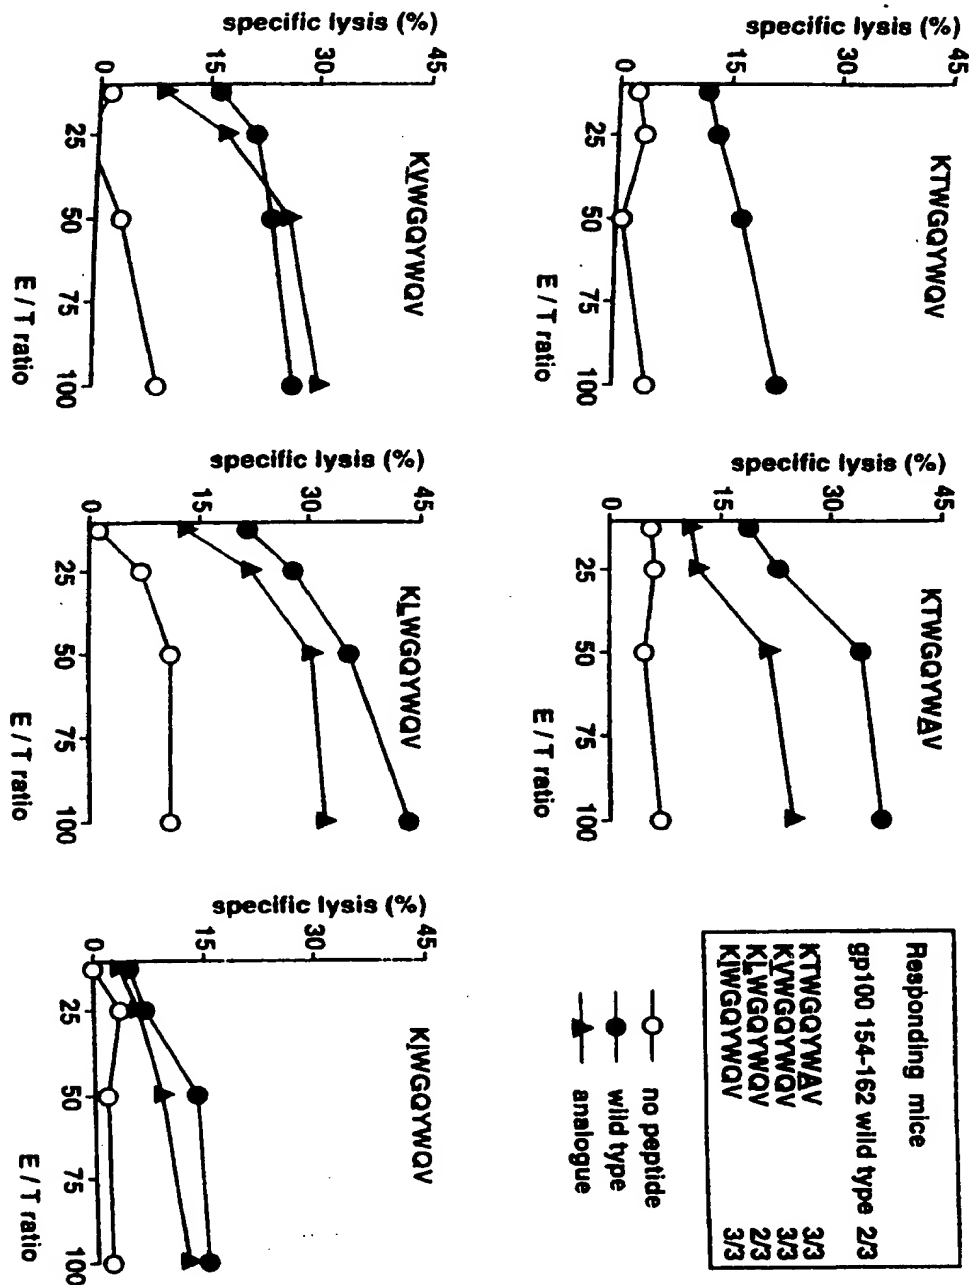 KTWGQYWQV
specific lysis (%)
45
30
15
0
25 50 75 100
E / T ratio
KTWGQYWAV
specific lysis (%)
45
30
15
0
25 50 75 100
E / T ratio
Responding mice
gp100 154-162 wild type 2/3
KTWGQYWAV 3/3
KVWGQYWQV 3/3
KLWGQYWQV 2/3
KIWGQYWQV 3/3
no peptide
wild type
analogue
KVWGQYWQV
specific lysis (%)
45
30
15
0
25 50 75 100
E / T ratio
KLWGQYWQV
specific lysis (%)
45
30
15
0
25 50 75 100
E / T ratio
KIWGQYWQV
specific lysis (%)
45
30
15
0
25 50 75 100
E / T ratio